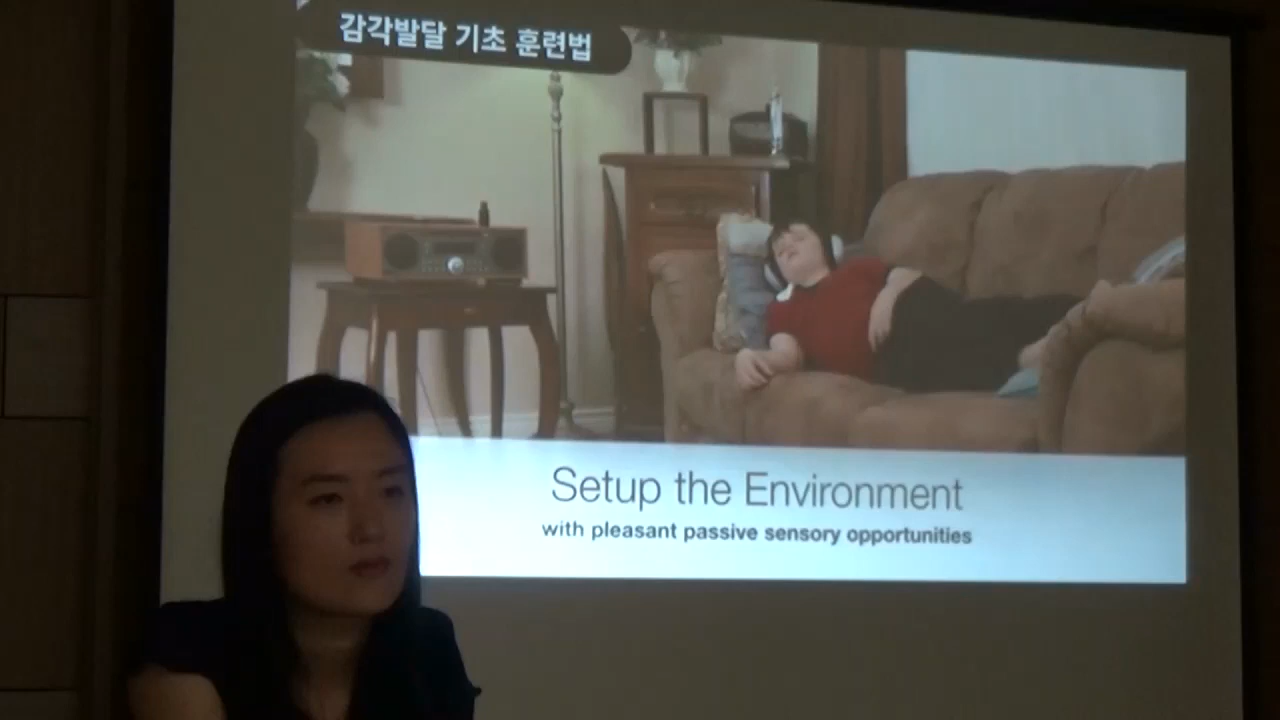 감각발달 기초 훈련법
Setup the Environment
with pleasant passive sensory opportunities